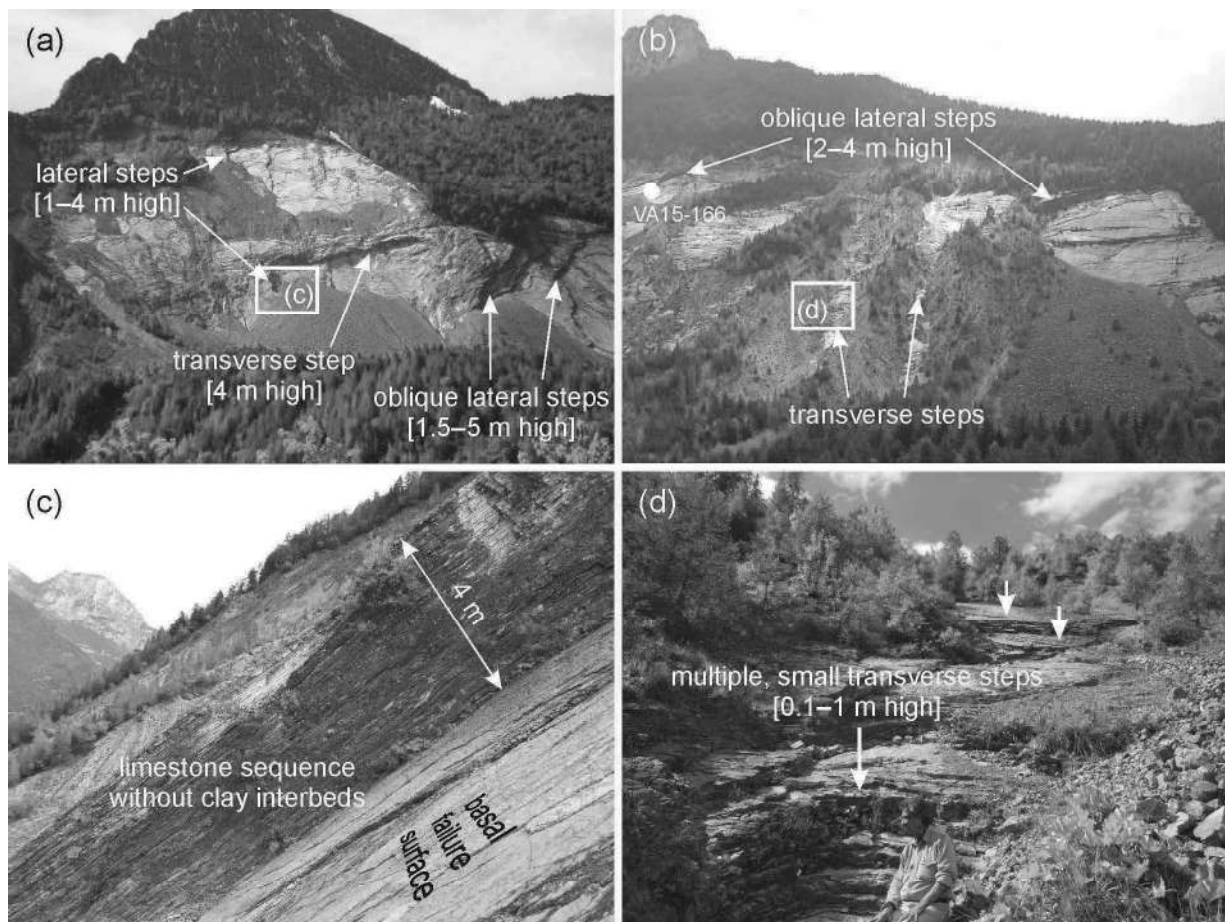 (a)
lateral steps
[1–4 m high]
(c)
transverse step
[4 m high]
oblique lateral steps
[1.5–5 m high]
(b)
oblique lateral steps
[2–4 m high]
VA15-166
(d)
transverse steps
(c)
4 m
limestone sequence
without clay interbeds
basal
failure
surface
(d)
multiple, small transverse steps
[0.1–1 m high]